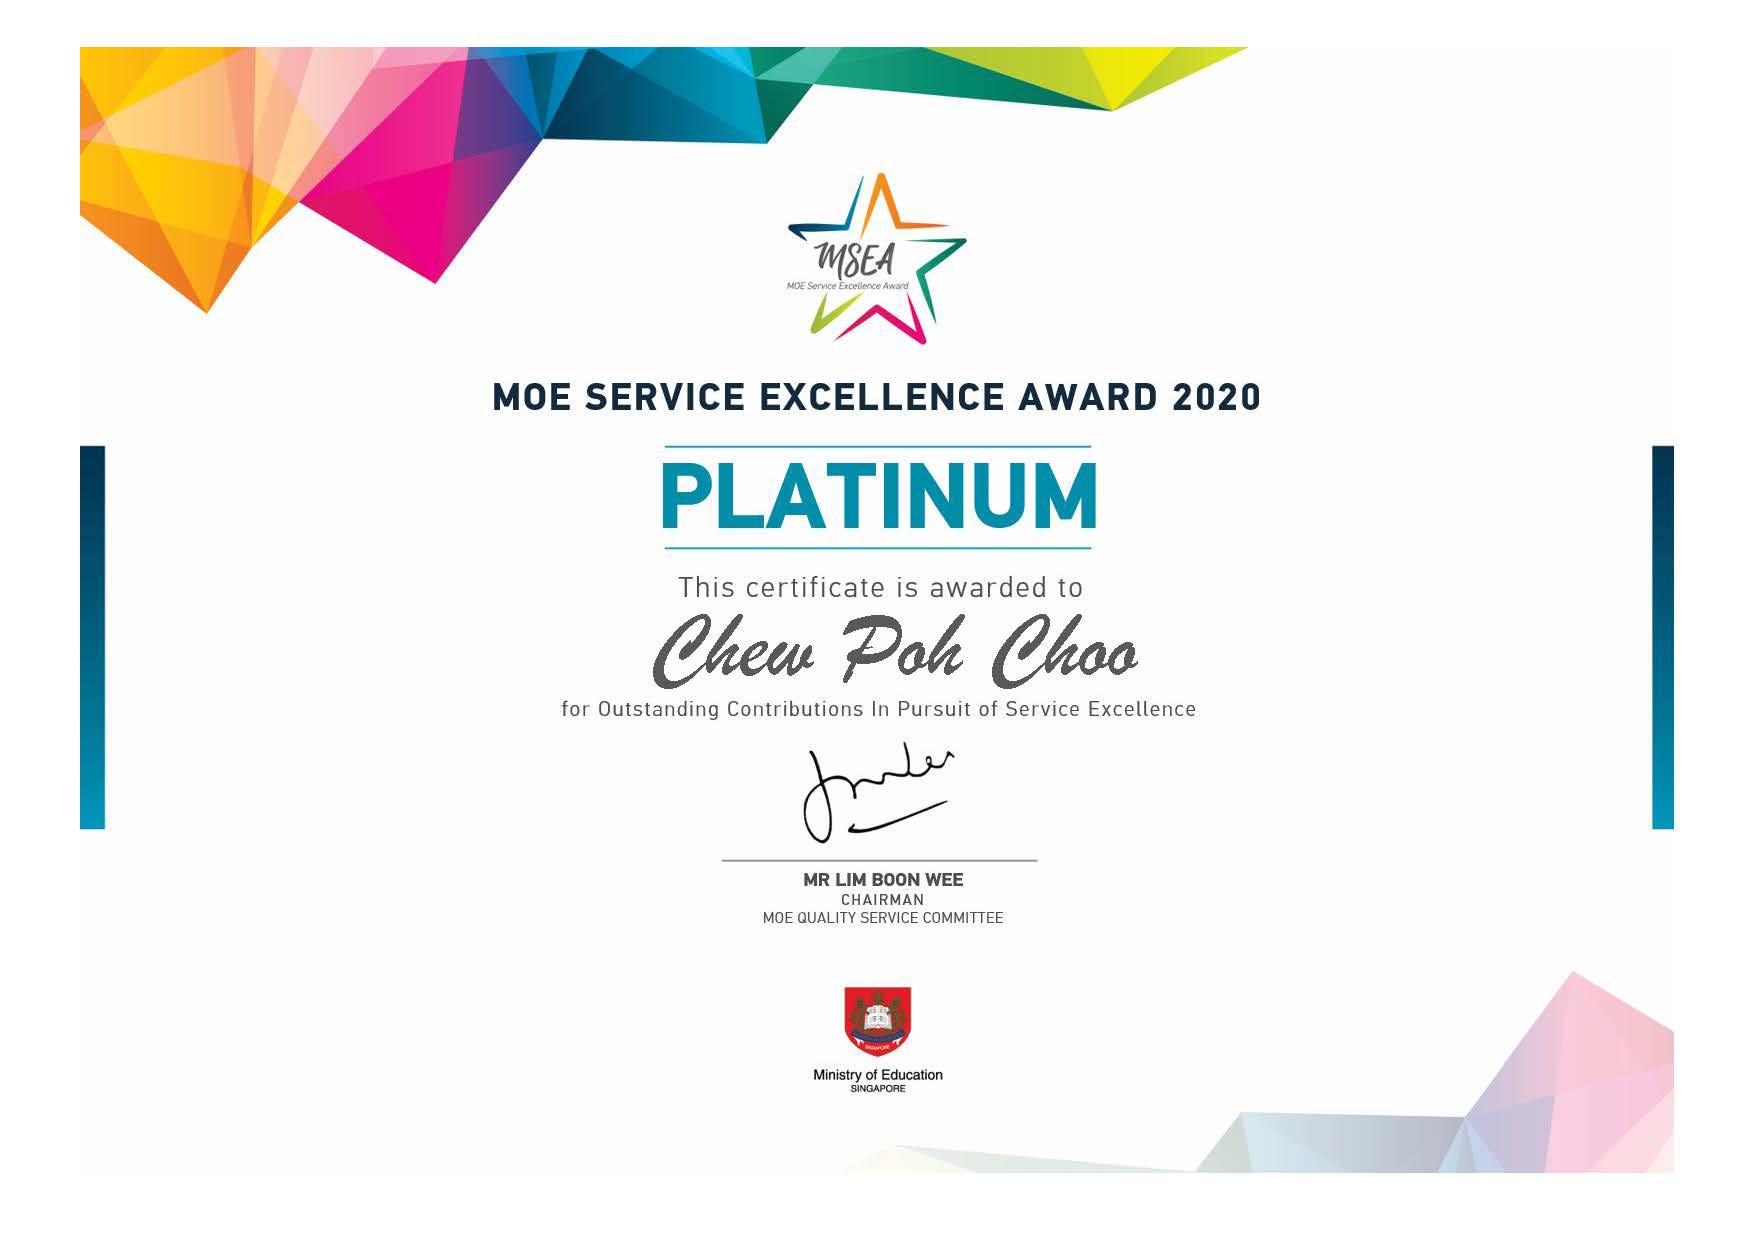 MSEA
MOE Service Excellence Award
MOE SERVICE EXCELLENCE AWARD 2020
PLATINUM
This certificate is awarded to
Chew Poh Choo
for Outstanding Contributions In Pursuit of Service Excellence
MR LIM BOON WEE
CHAIRMAN
MOE QUALITY SERVICE COMMITTEE
SINGAPORE
Ministry of Education
SINGAPORE